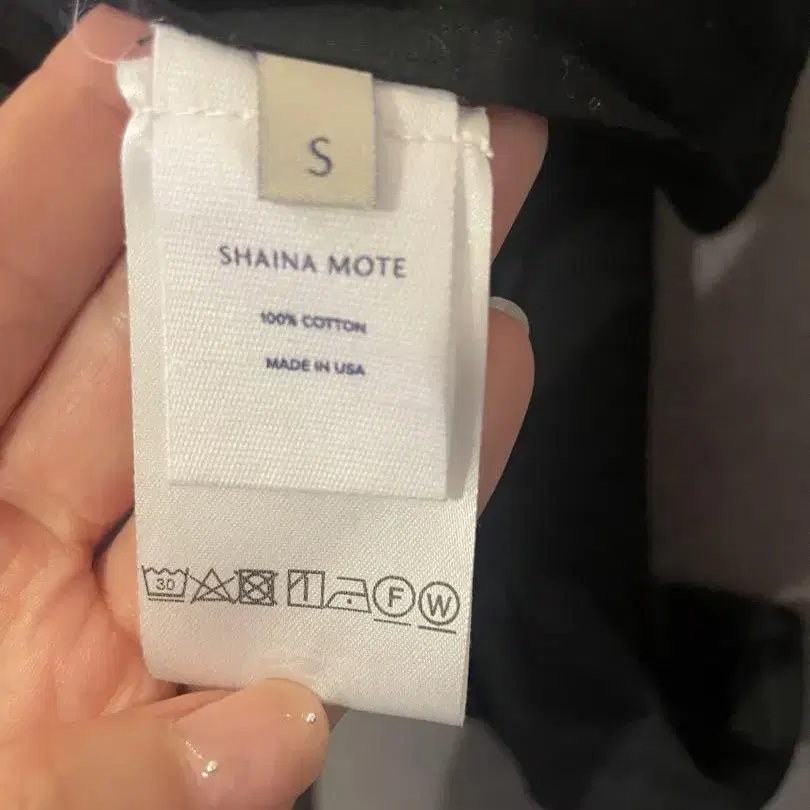 S
SHAINA MOTE
100% COTTON
MADE IN USA
30 F W